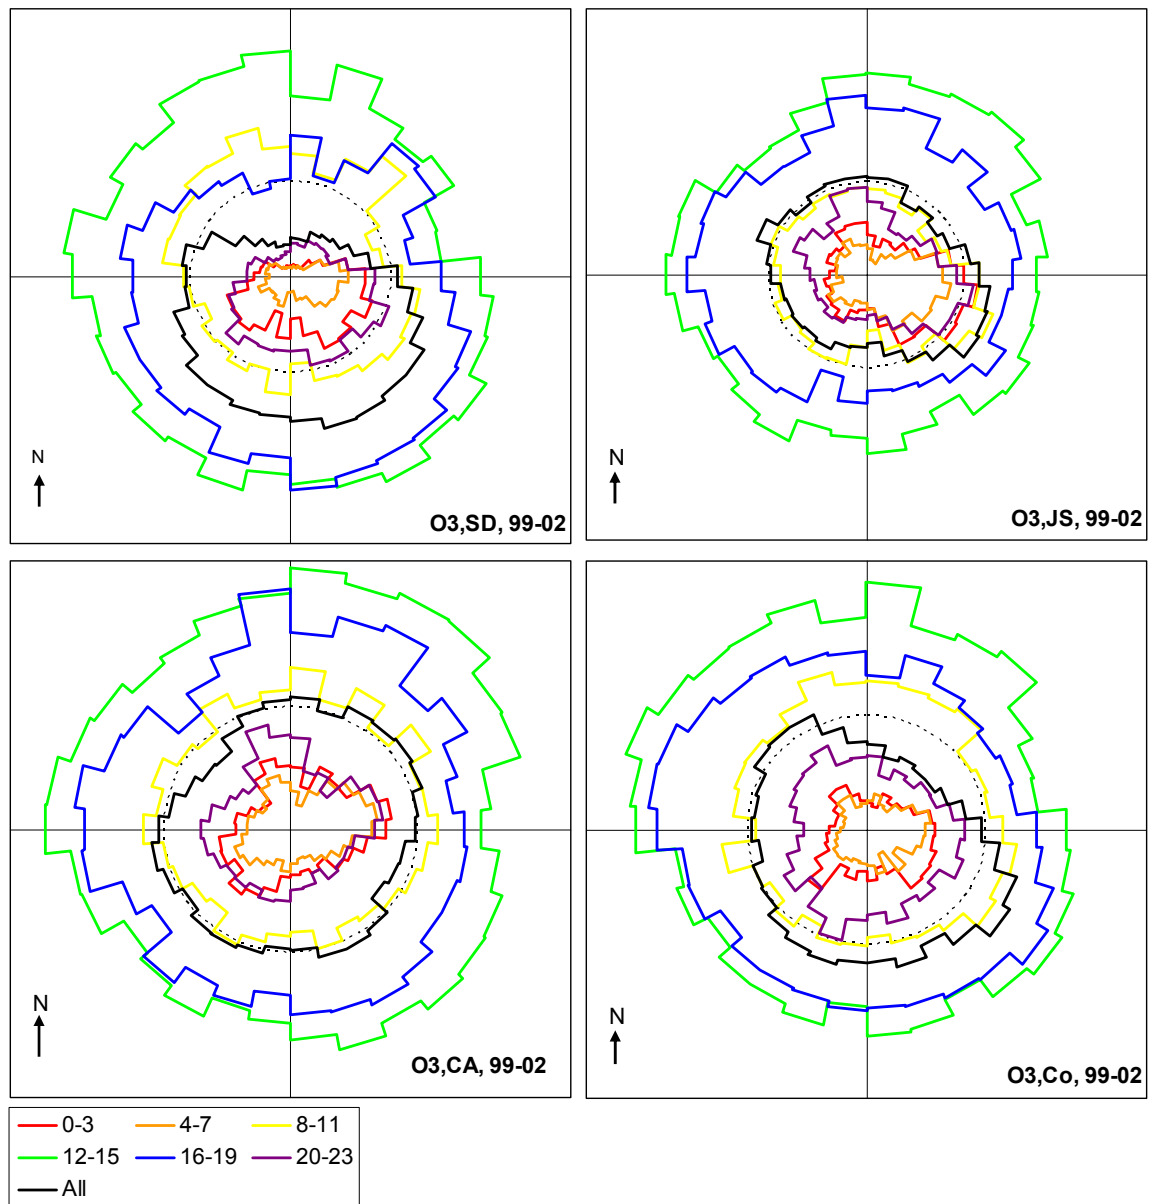 N
O3,SD, 99-02
N
O3,JS, 99-02
N
O3,CA, 99-02
N
O3,Co, 99-02
0-3 4-7 8-11
12-15 16-19 20-23
All